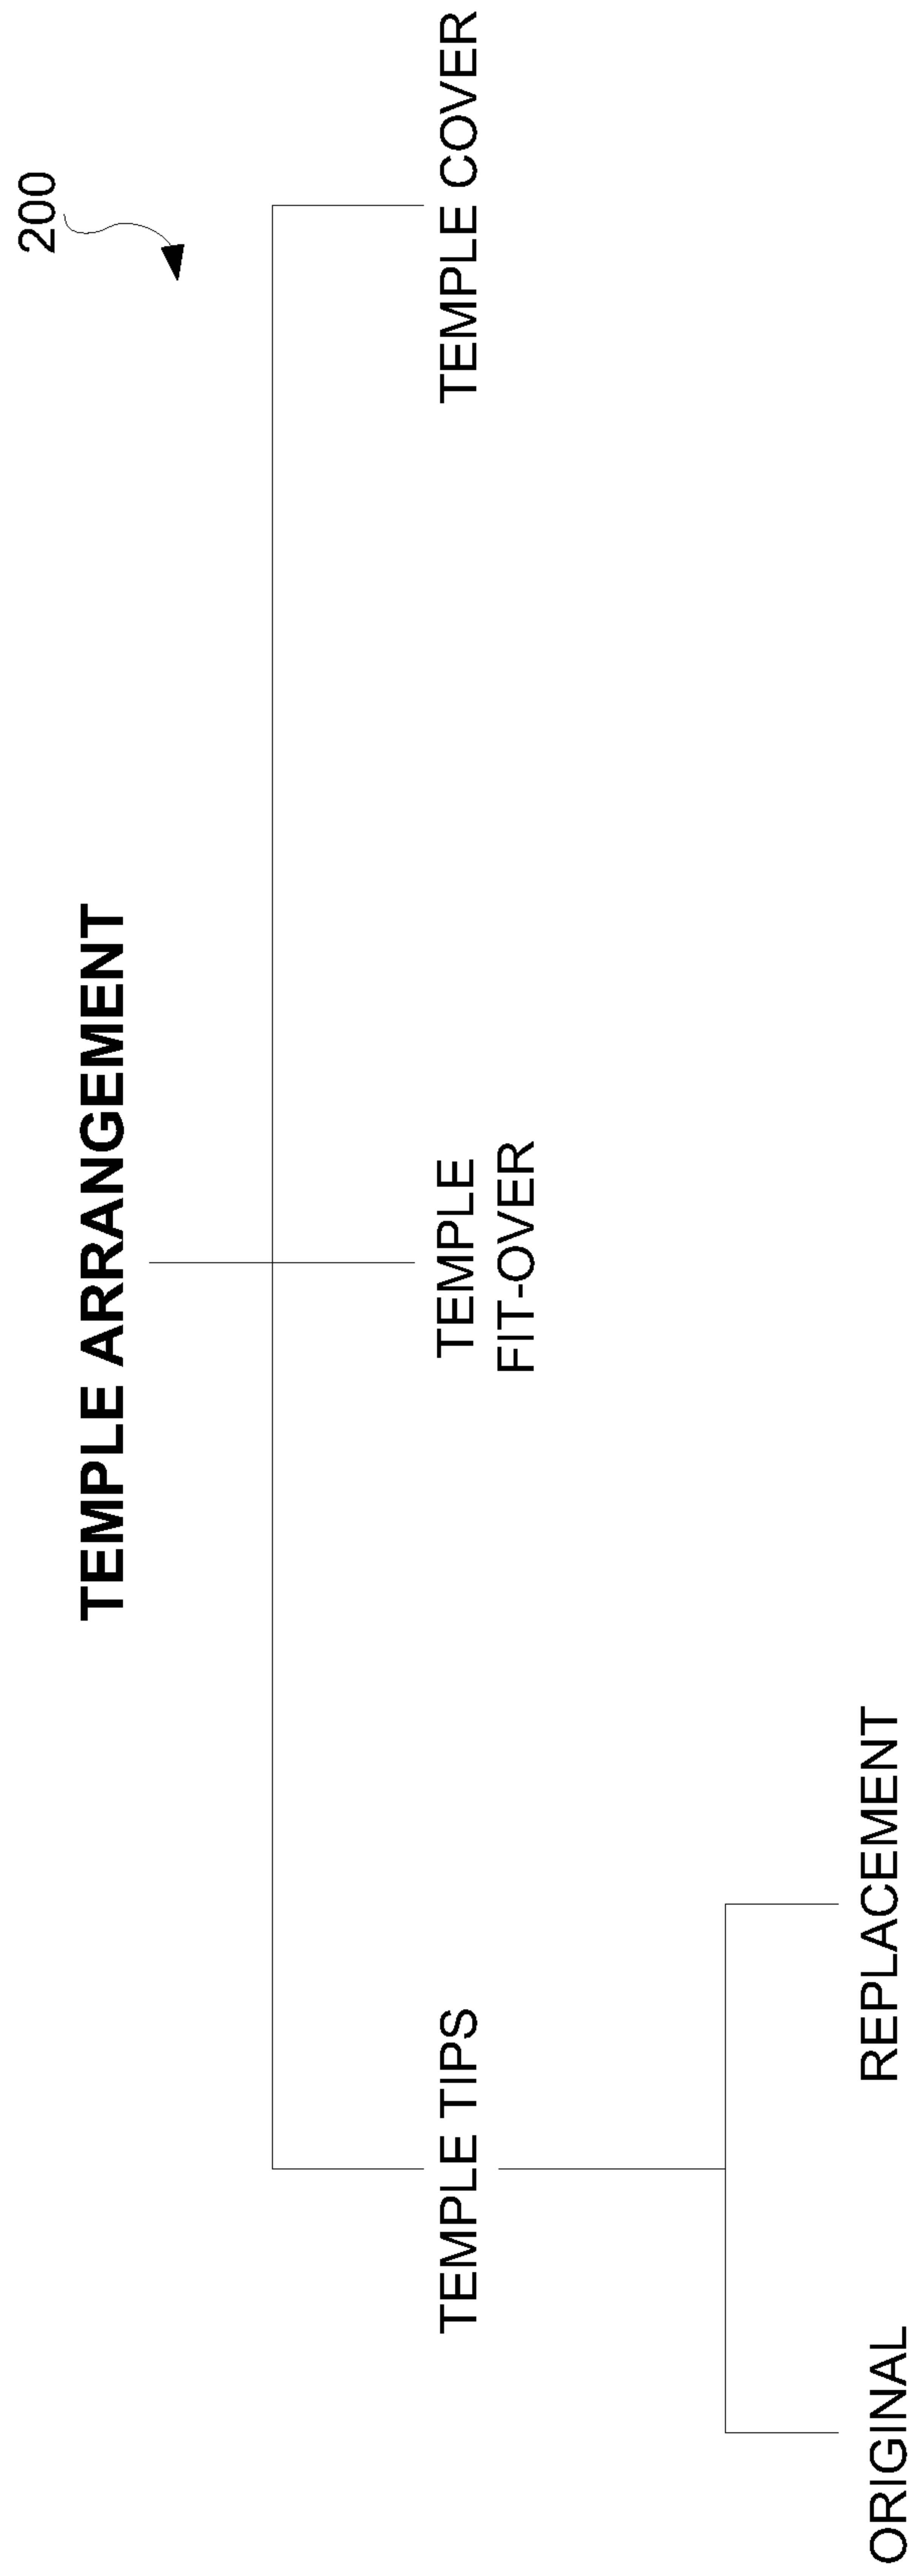 200
TEMPLE ARRANGEMENT
TEMPLE TIPS
TEMPLE
FIT-OVER
TEMPLE COVER
ORIGINAL
REPLACEMENT